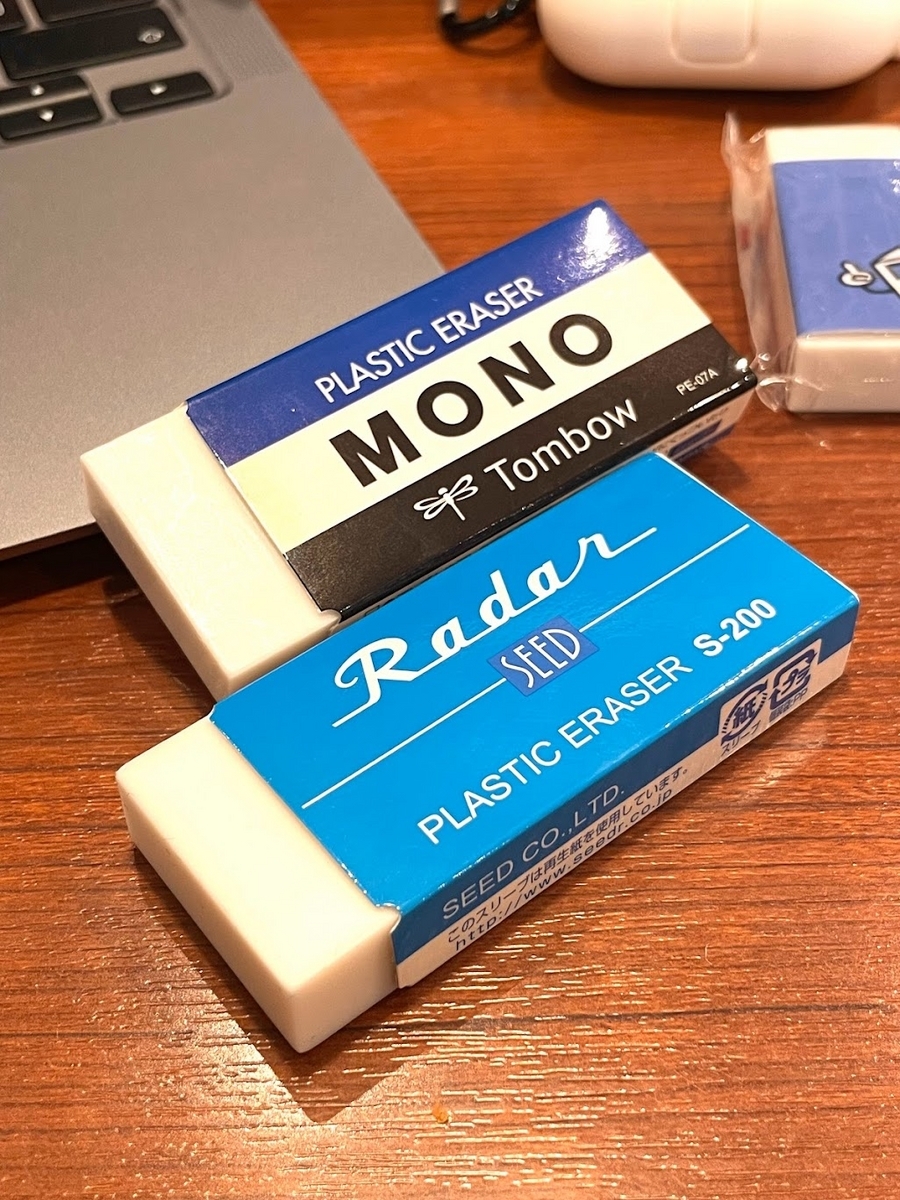 PLASTIC ERASER
MONO
Tombow
PE-07A
Radar
SEED
PLASTIC ERASER S-200
SEED CO.,LTD.
このスリーブは再生紙を使用しています。
http://www.seedr.co.jp
紙
スリーブ
プラ